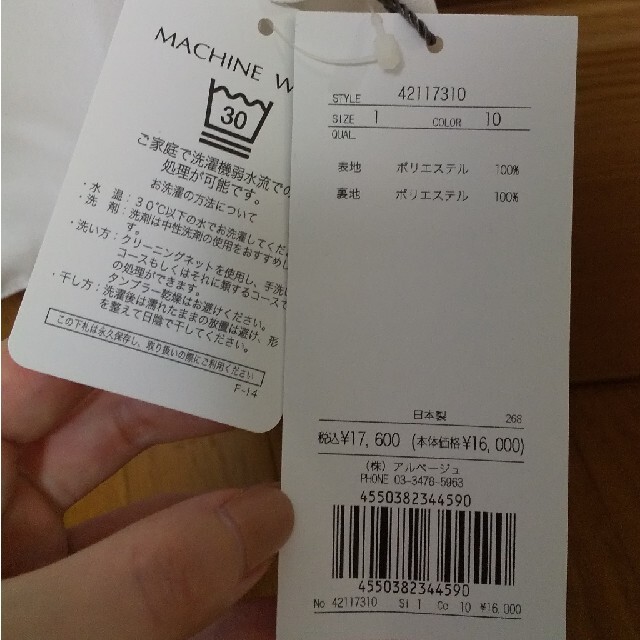 MACHINE W
30
ご家庭で洗濯機弱水流での
処理が可能です。
お洗濯の方法について
・水　温：30℃以下の水でお洗濯してくださ
・洗　剤：洗剤は中性洗剤の使用をおすすめし
す。
・洗い方：クリーニングネットを使用し、手洗い
コースもしくはそれに類するコースで
の処理ができます。
タンブラー乾燥はお避けください。
・干し方：洗濯後は濡れたままの放置は避け、形
を整えて日陰で干してください。
この下札は永久保存し、取り扱いの際にご利用ください
F-14
STYLE 42117310
SIZE 1 COLOR 10
QUAL.
表地 ポリエステル 100%
裏地 ポリエステル 100%
日本製 268
税込¥17,600 (本体価格¥16,000)
(株) アルページュ
PHONE 03-3478-5963
4550382344590
4550382344590
No 42117310 Si 1 Co 10 ¥16,000